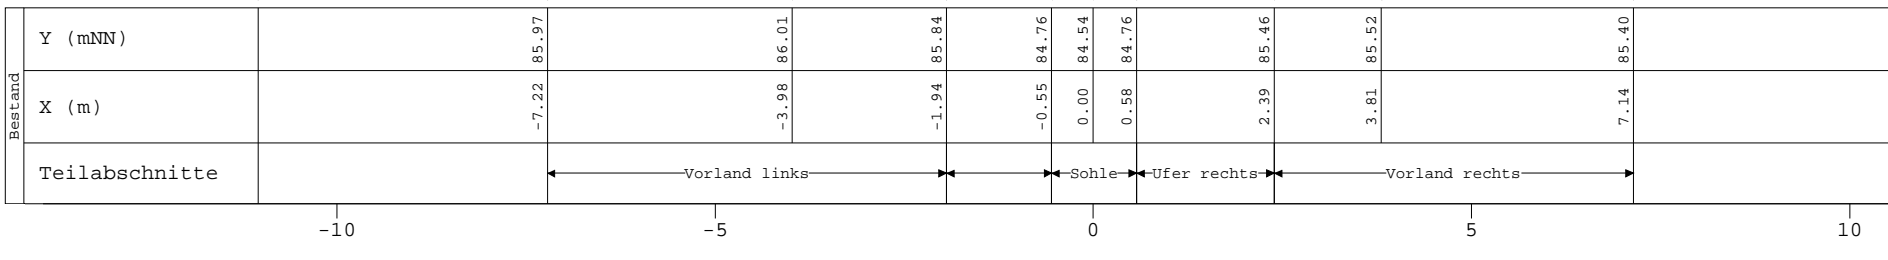 Bestand
Y (mNN) 85.97 86.01 85.84 84.76 84.54 84.76 85.46 85.52 85.40
X (m) -7.22 -3.98 -1.94 -0.55 0.00 0.58 2.39 3.81 7.14
Teilabschnitte Vorland links Sohle Ufer rechts Vorland rechts
-10 -5 0 5 10